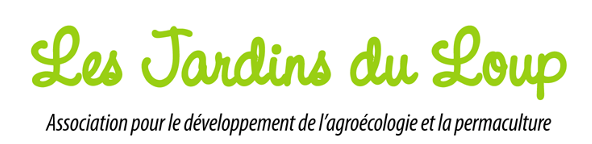 Les Jardins du Loup
Association pour le développement de l'agroécologie et la permaculture